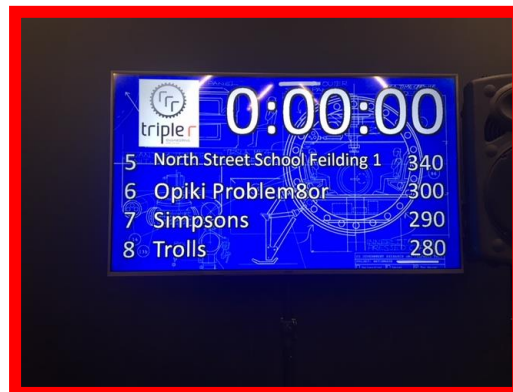 triple r
0:00:00
5 North Street School Feilding 1 340
6 Opiki Problem8or 300
7 Simpsons 290
8 Trolls 280